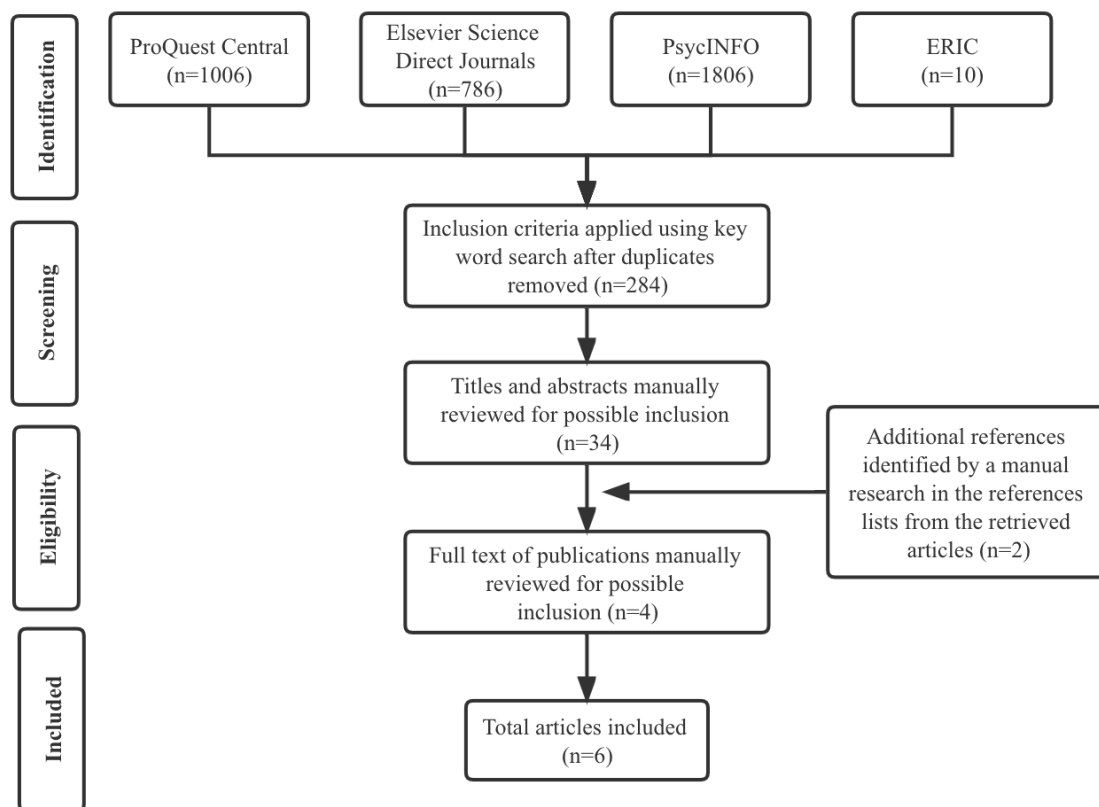 Identification
ProQuest Central
(n=1006)
Elsevier Science
Direct Journals
(n=786)
PsycINFO
(n=1806)
ERIC
(n=10)
Screening
Inclusion criteria applied using key
word search after duplicates
removed (n=284)
Titles and abstracts manually
reviewed for possible inclusion
(n=34)
Eligibility
Additional references
identified by a manual
research in the references
lists from the retrieved
articles (n=2)
Full text of publications manually
reviewed for possible
inclusion (n=4)
Included
Total articles included
(n=6)